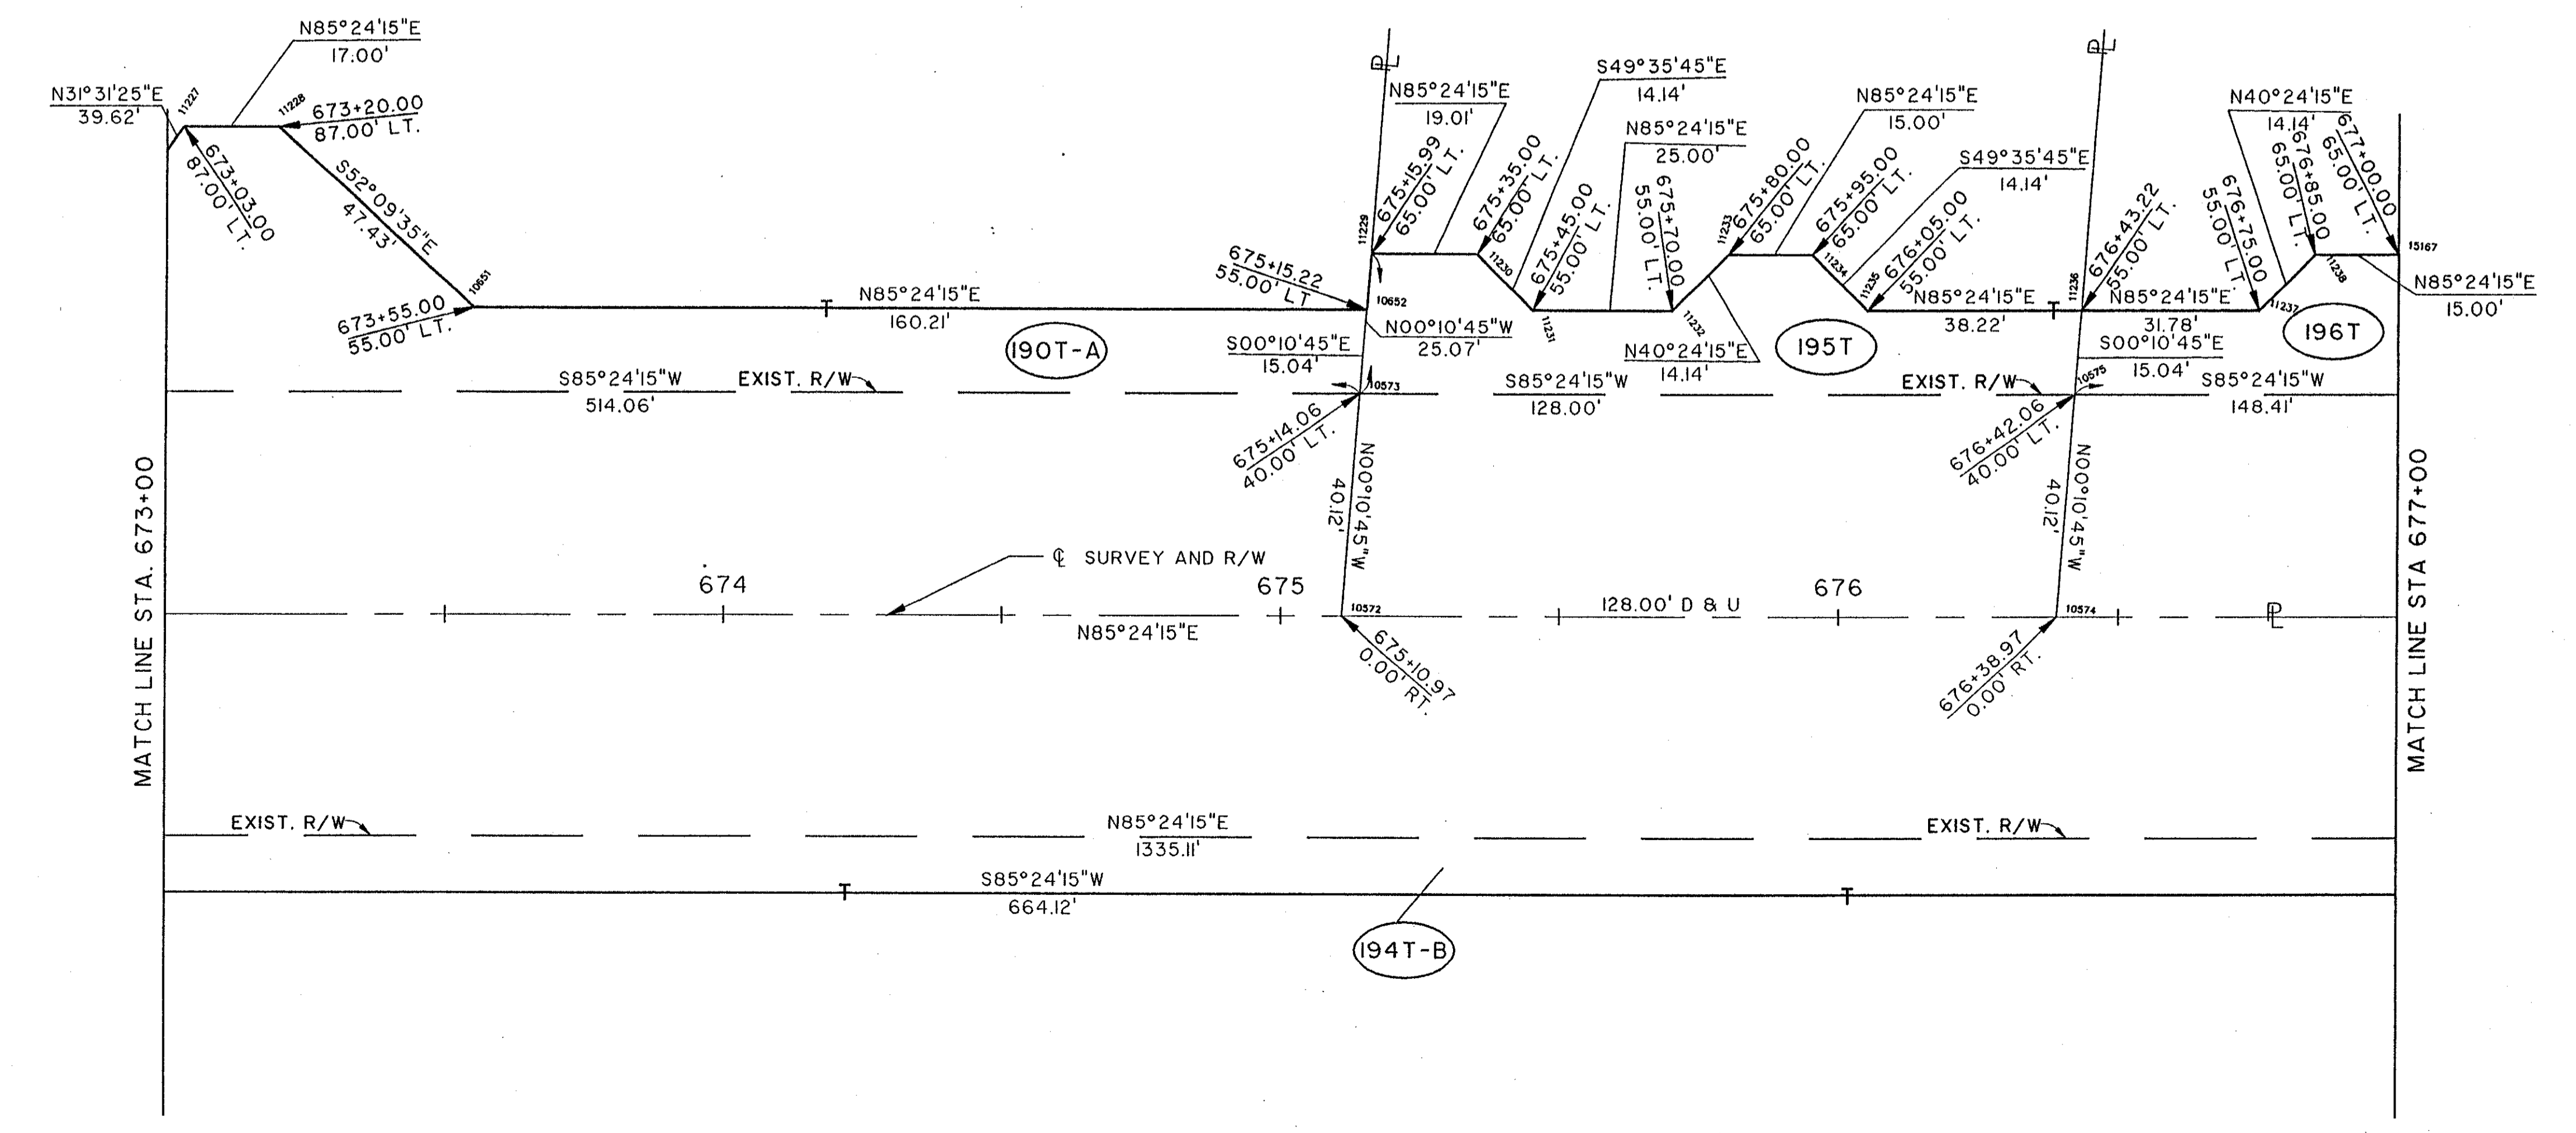 N85°24'15"E
17.00'
N31°31'25"E
39.62'
11227
11228
673+20.00
87.00' LT.
673+03.00
87.00' LT.
S52°09'35"E
47.43'
10651
673+55.00
55.00' LT.
N85°24'15"E
160.21'
T
190T-A
PL
N85°24'15"E
19.01'
675+15.99
65.00' LT.
11229
675+15.22
55.00' LT
10652
N00°10'45"W
25.07'
S00°10'45"E
15.04'
10573
675+35.00
65.00' LT.
11230
S49°35'45"E
14.14'
N85°24'15"E
25.00'
675+45.00
55.00' LT.
11231
675+70.00
55.00' LT.
11232
N40°24'15"E
14.14'
11233
675+80.00
65.00' LT.
N85°24'15"E
15.00'
675+95.00
65.00' LT.
11234
S49°35'45"E
14.14'
11235
676+05.00
55.00' LT.
195T
N85°24'15"E
38.22'
T
PL
11236
676+43.22
55.00' LT.
N85°24'15"E
31.78'
S00°10'45"E
15.04'
10575
N40°24'15"E
14.14'
676+75.00
55.00' LT.
11237
676+85.00
65.00' LT.
11238
677+00.00
65.00' LT.
15167
N85°24'15"E
15.00'
196T
S85°24'15"W
514.06'
EXIST. R/W
S85°24'15"W
128.00'
EXIST. R/W
S85°24'15"W
148.41'
675+14.06
40.00' LT.
N00°10'45"W
40.12'
676+42.06
40.00' LT.
N00°10'45"W
40.12'
MATCH LINE STA. 673+00
MATCH LINE STA 677+00
CL SURVEY AND R/W
674
675
676
N85°24'15"E
10572
128.00' D & U
10574
PL
675+10.97
0.00' RT.
676+38.97
0.00' RT.
EXIST. R/W
N85°24'15"E
1335.11'
EXIST. R/W
T
S85°24'15"W
664.12'
T
194T-B